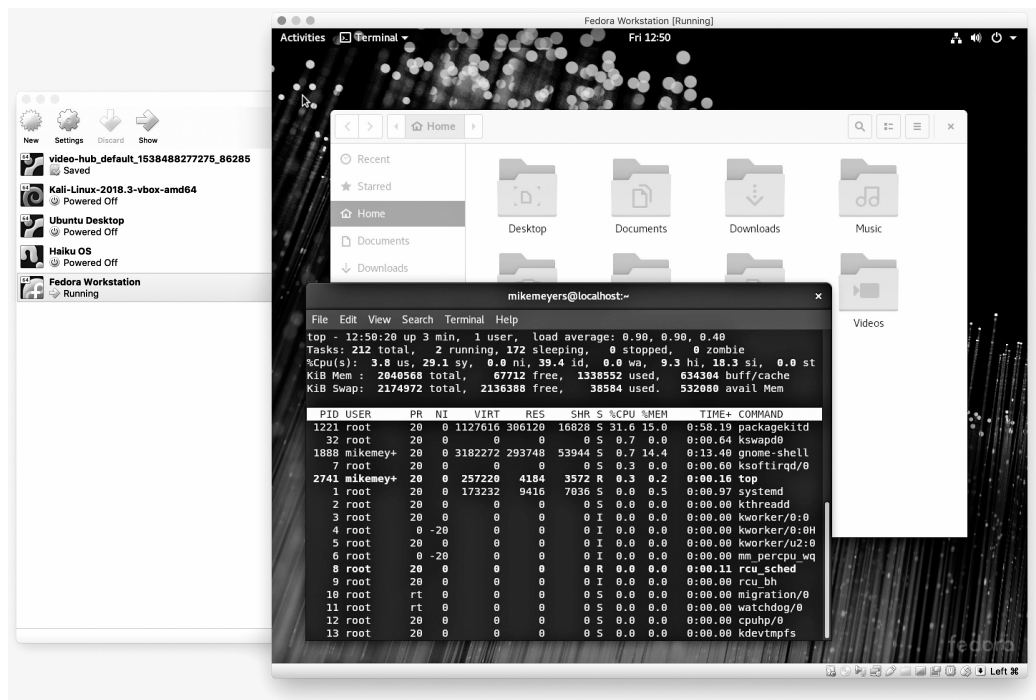 New Settings Discard Show
video-hub_default_1538488277275_86285
Saved
Kali-Linux-2018.3-vbox-amd64
Powered Off
Ubuntu Desktop
Powered Off
Haiku OS
Powered Off
Fedora Workstation
Running
Fedora Workstation [Running]
Activities Terminal Fri 12:50
Home
Recent
Starred
Home
Documents
Downloads
Desktop Documents Downloads Music
Videos
mikemeyers@localhost:~
File Edit View Search Terminal Help
top - 12:50:20 up 3 min, 1 user, load average: 0.90, 0.90, 0.40
Tasks: 212 total, 2 running, 172 sleeping, 0 stopped, 0 zombie
%Cpu(s): 3.8 us, 29.1 sy, 0.0 ni, 39.4 id, 0.0 wa, 9.3 hi, 18.3 si, 0.0 st
KiB Mem : 2040568 total, 67712 free, 1338552 used, 634304 buff/cache
KiB Swap: 2174972 total, 2136388 free, 38584 used. 532080 avail Mem
PID USER PR NI VIRT RES SHR S %CPU %MEM TIME+ COMMAND
1221 root 20 0 1127616 306120 16828 S 31.6 15.0 0:58.19 packagekitd
32 root 20 0 0 0 0 S 0.7 0.0 0:00.64 kswapd0
1888 mikemey+ 20 0 3182272 293748 53944 S 0.7 14.4 0:13.40 gnome-shell
7 root 20 0 0 0 0 S 0.3 0.0 0:00.60 ksoftirqd/0
2741 mikemey+ 20 0 257220 4184 3572 R 0.3 0.2 0:00.16 top
1 root 20 0 173232 9416 7036 S 0.0 0.5 0:00.97 systemd
2 root 20 0 0 0 0 S 0.0 0.0 0:00.00 kthreadd
3 root 20 0 0 0 0 I 0.0 0.0 0:00.00 kworker/0:0
4 root 0 -20 0 0 0 I 0.0 0.0 0:00.00 kworker/0:0H
5 root 20 0 0 0 0 I 0.0 0.0 0:00.00 kworker/u2:0
6 root 0 -20 0 0 0 I 0.0 0.0 0:00.00 mm_percpu_wq
8 root 20 0 0 0 0 R 0.0 0.0 0:00.11 rcu_sched
9 root 20 0 0 0 0 I 0.0 0.0 0:00.00 rcu_bh
10 root rt 0 0 0 0 S 0.0 0.0 0:00.00 migration/0
11 root rt 0 0 0 0 S 0.0 0.0 0:00.00 watchdog/0
12 root 20 0 0 0 0 S 0.0 0.0 0:00.00 cpuhp/0
13 root 20 0 0 0 0 S 0.0 0.0 0:00.00 kdevtmpfs
fedora
Left ⌘